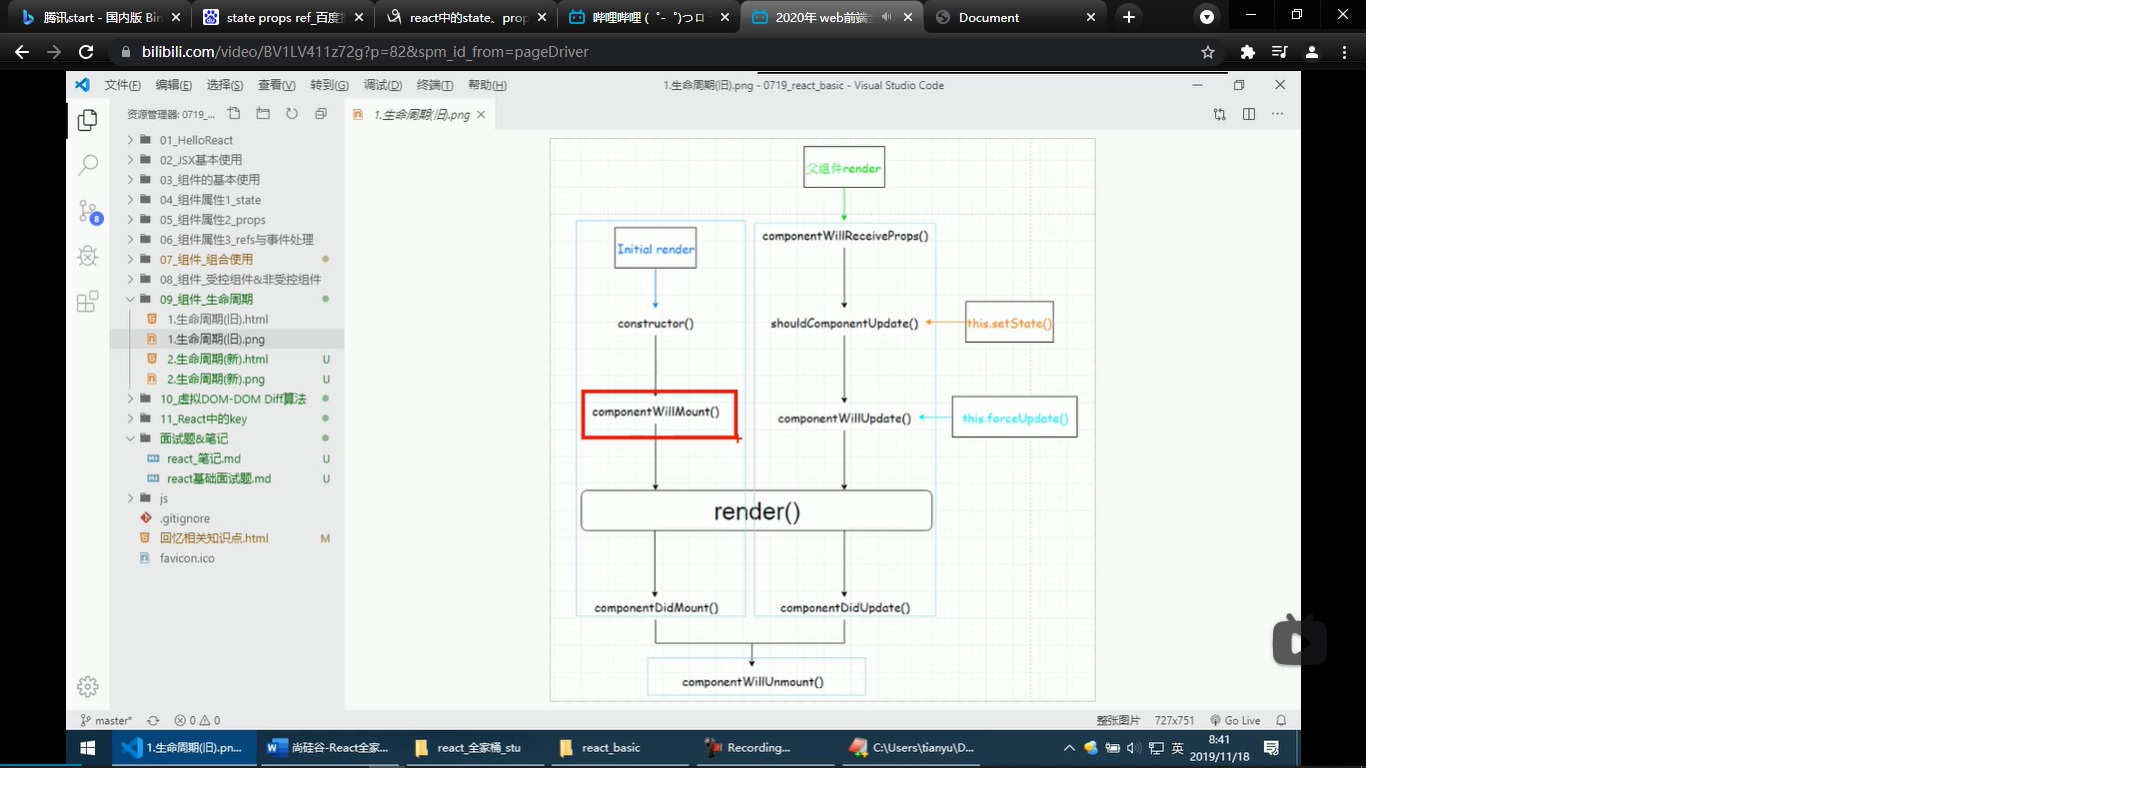 腾讯start - 国内版 Bin
state props ref_百度
react中的state、prop
哔哩哔哩 (゜-゜)つロ
2020年 web前端
Document
bilibili.com/video/BV1LV411z72g?p=82&spm_id_from=pageDriver
文件(F) 编辑(E) 选择(S) 查看(V) 转到(G) 调试(D) 终端(T) 帮助(H)
1.生命周期(旧).png - 0719_react_basic - Visual Studio Code
资源管理器: 0719_...
1.生命周期(旧).png
01_HelloReact
02_JSX基本使用
03_组件的基本使用
04_组件属性1_state
05_组件属性2_props
06_组件属性3_refs与事件处理
07_组件_组合使用
08_组件_受控组件&非受控组件
09_组件_生命周期
1.生命周期(旧).html
1.生命周期(旧).png
2.生命周期(新).html U
2.生命周期(新).png U
10_虚拟DOM-DOM Diff算法
11_React中的key
面试题&笔记
react_笔记.md U
react基础面试题.md U
js
.gitignore
回忆相关知识点.html M
favicon.ico
8
父组件render
componentWillReceiveProps()
Initial render
constructor()
shouldComponentUpdate()
this.setState()
componentWillMount()
componentWillUpdate()
this.forceUpdate()
render()
componentDidMount()
componentDidUpdate()
componentWillUnmount()
master* 0 0
整张图片 727x751 Go Live
1.生命周期(旧).pn...
尚硅谷-React全家...
react_全家桶_stu
react_basic
Recording...
C:\Users\tianyu\D...
英
8:41
2019/11/18